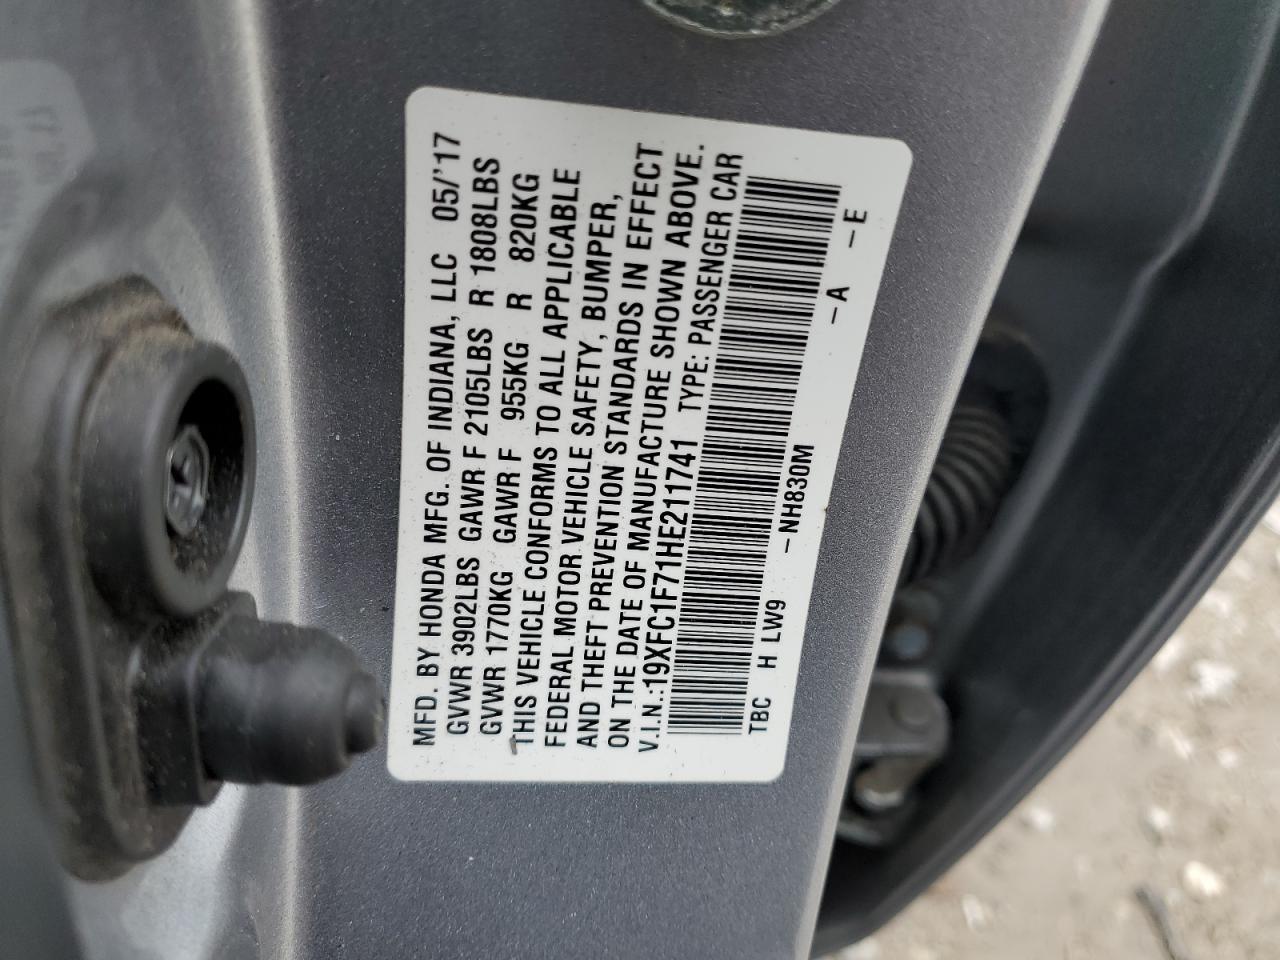 MFD. BY HONDA MFG. OF INDIANA, LLC 05/'17
GVWR 3902LBS GAWR F 2105LBS R 1808LBS
GVWR 1770KG GAWR F 955KG R 820KG
THIS VEHICLE CONFORMS TO ALL APPLICABLE
FEDERAL MOTOR VEHICLE SAFETY, BUMPER,
AND THEFT PREVENTION STANDARDS IN EFFECT
ON THE DATE OF MANUFACTURE SHOWN ABOVE.
V.I.N.:19XFC1F71HE211741 TYPE: PASSENGER CAR
TBC H LW9 -NH830M -A -E